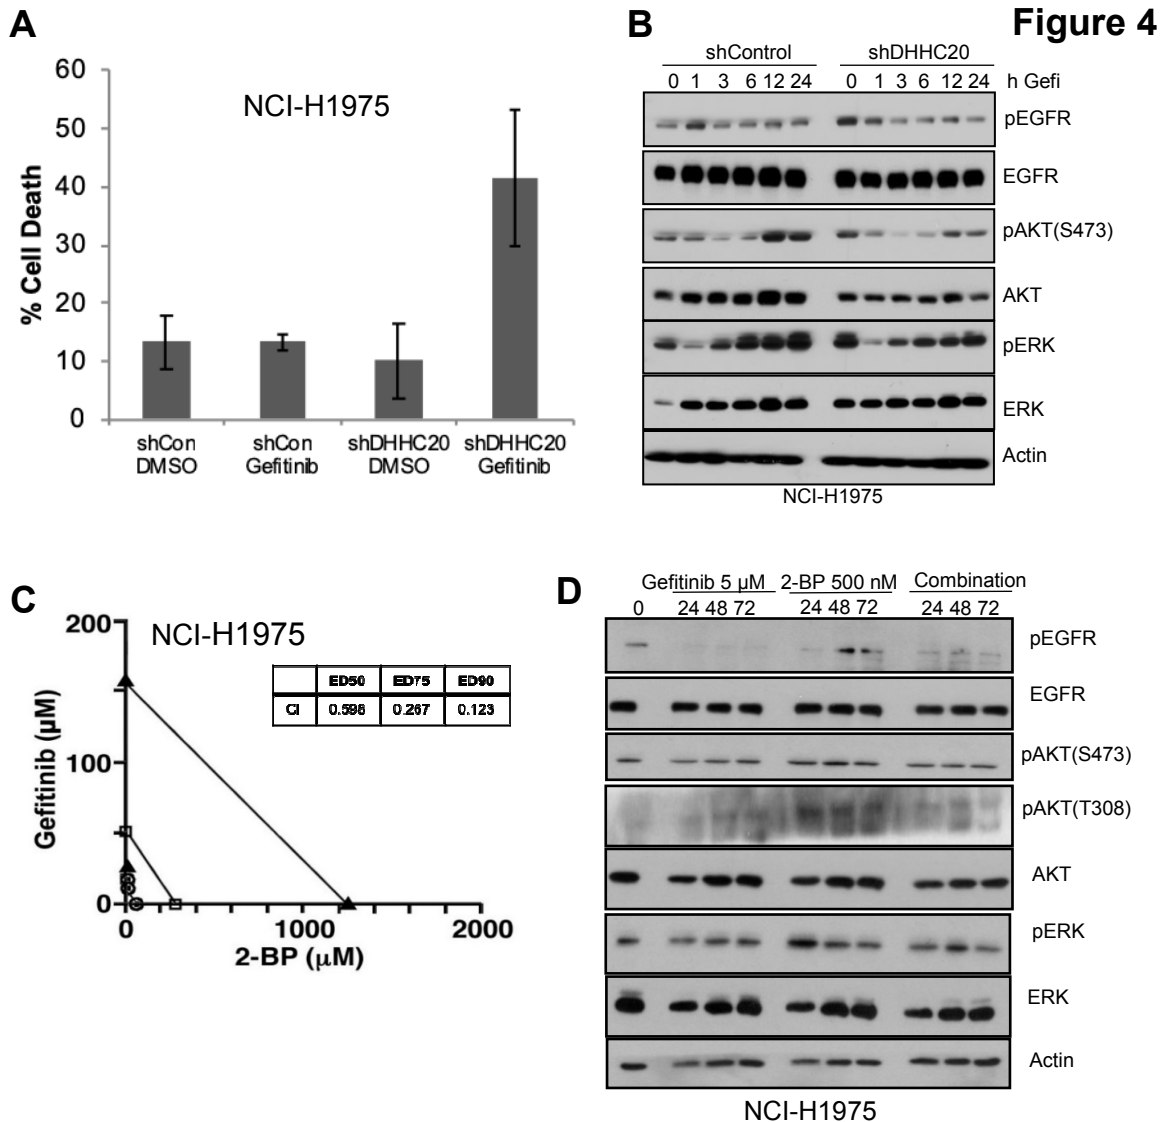 Figure 4
A
60
50
40
30
20
10
0
% Cell Death
NCI-H1975
shCon DMSO
shCon Gefitinib
shDHHC20 DMSO
shDHHC20 Gefitinib
B
shControl shDHHC20
0 1 3 6 12 24 0 1 3 6 12 24 h Gefi
pEGFR
EGFR
pAKT(S473)
AKT
pERK
ERK
Actin
NCI-H1975
C
NCI-H1975
200
100
0
Gefitinib (µM)
ED50 ED75 ED90
CI 0.598 0.267 0.123
0 1000 2000
2-BP (µM)
D
Gefitinib 5 µM 2-BP 500 nM Combination
0 24 48 72 24 48 72 24 48 72
pEGFR
EGFR
pAKT(S473)
pAKT(T308)
AKT
pERK
ERK
Actin
NCI-H1975